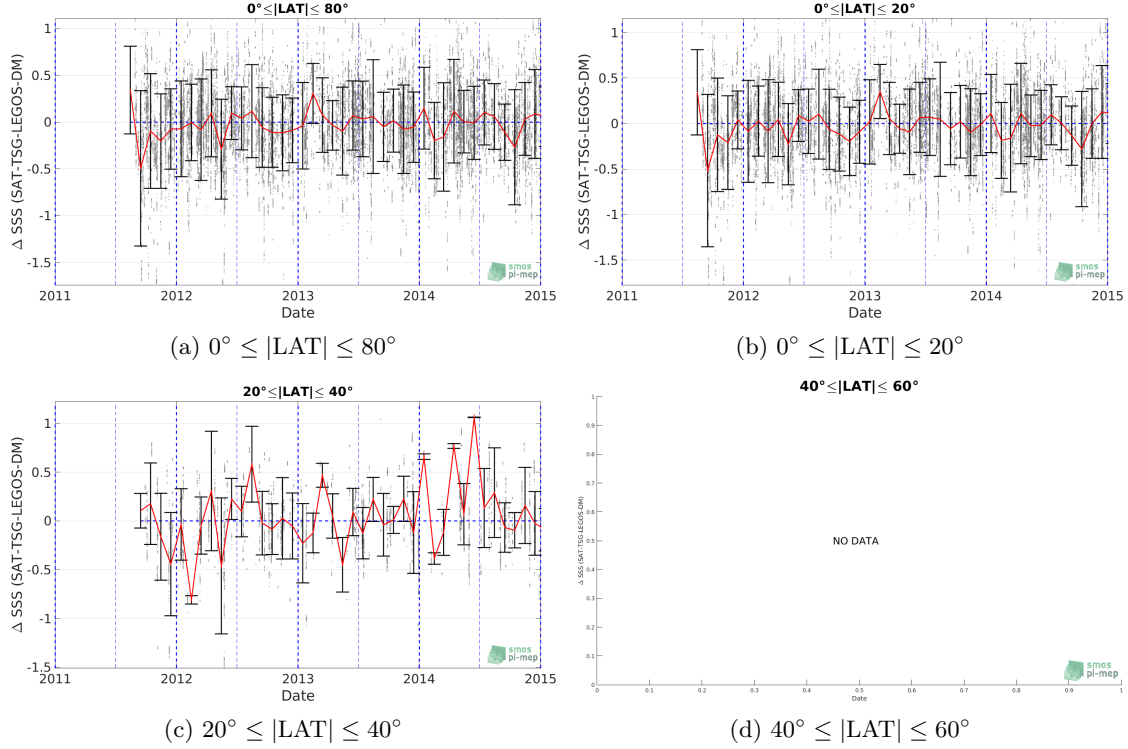 0°≤|LAT|≤ 80°
Δ SSS (SAT-TSG-LEGOS-DM)
1
0.5
0
-0.5
-1
-1.5
2011 2012 2013 2014 2015
Date
smos
pi-mep
(a) 0° ≤ |LAT| ≤ 80°
0°≤|LAT|≤ 20°
Δ SSS (SAT-TSG-LEGOS-DM)
1
0.5
0
-0.5
-1
-1.5
2011 2012 2013 2014 2015
Date
smos
pi-mep
(b) 0° ≤ |LAT| ≤ 20°
20°≤|LAT|≤ 40°
Δ SSS (SAT-TSG-LEGOS-DM)
1
0.5
0
-0.5
-1
-1.5
2011 2012 2013 2014 2015
Date
smos
pi-mep
(c) 20° ≤ |LAT| ≤ 40°
40°≤|LAT|≤ 60°
Δ SSS (SAT-TSG-LEGOS-DM)
1
0.9
0.8
0.7
0.6
0.5
0.4
0.3
0.2
0.1
0
NO DATA
0 0.1 0.2 0.3 0.4 0.5 0.6 0.7 0.8 0.9 1
Date
smos
pi-mep
(d) 40° ≤ |LAT| ≤ 60°